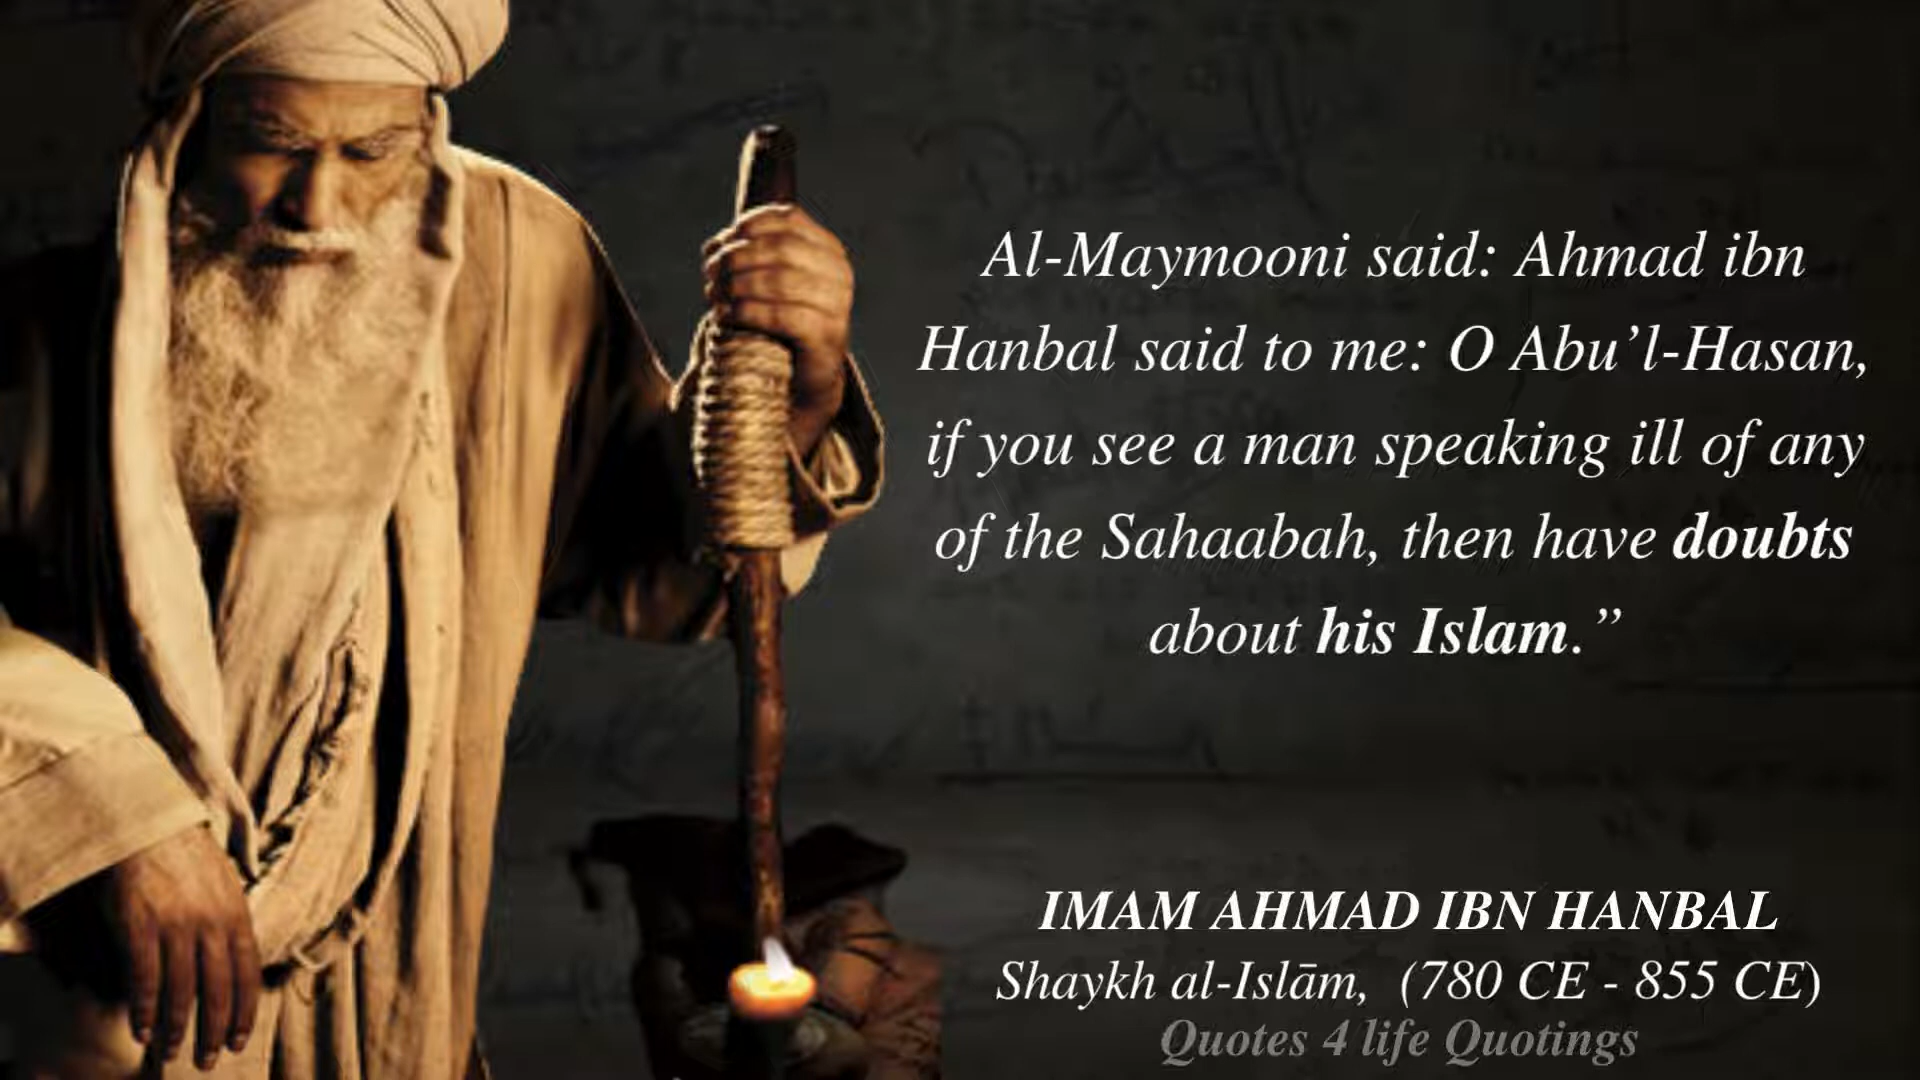 Al-Maymooni said: Ahmad ibn
Hanbal said to me: O Abu’l-Hasan,
if you see a man speaking ill of any
of the Sahaabah, then have doubts
about his Islam.”
IMAM AHMAD IBN HANBAL
Shaykh al-Islām, (780 CE - 855 CE)
Quotes 4 life Quotings